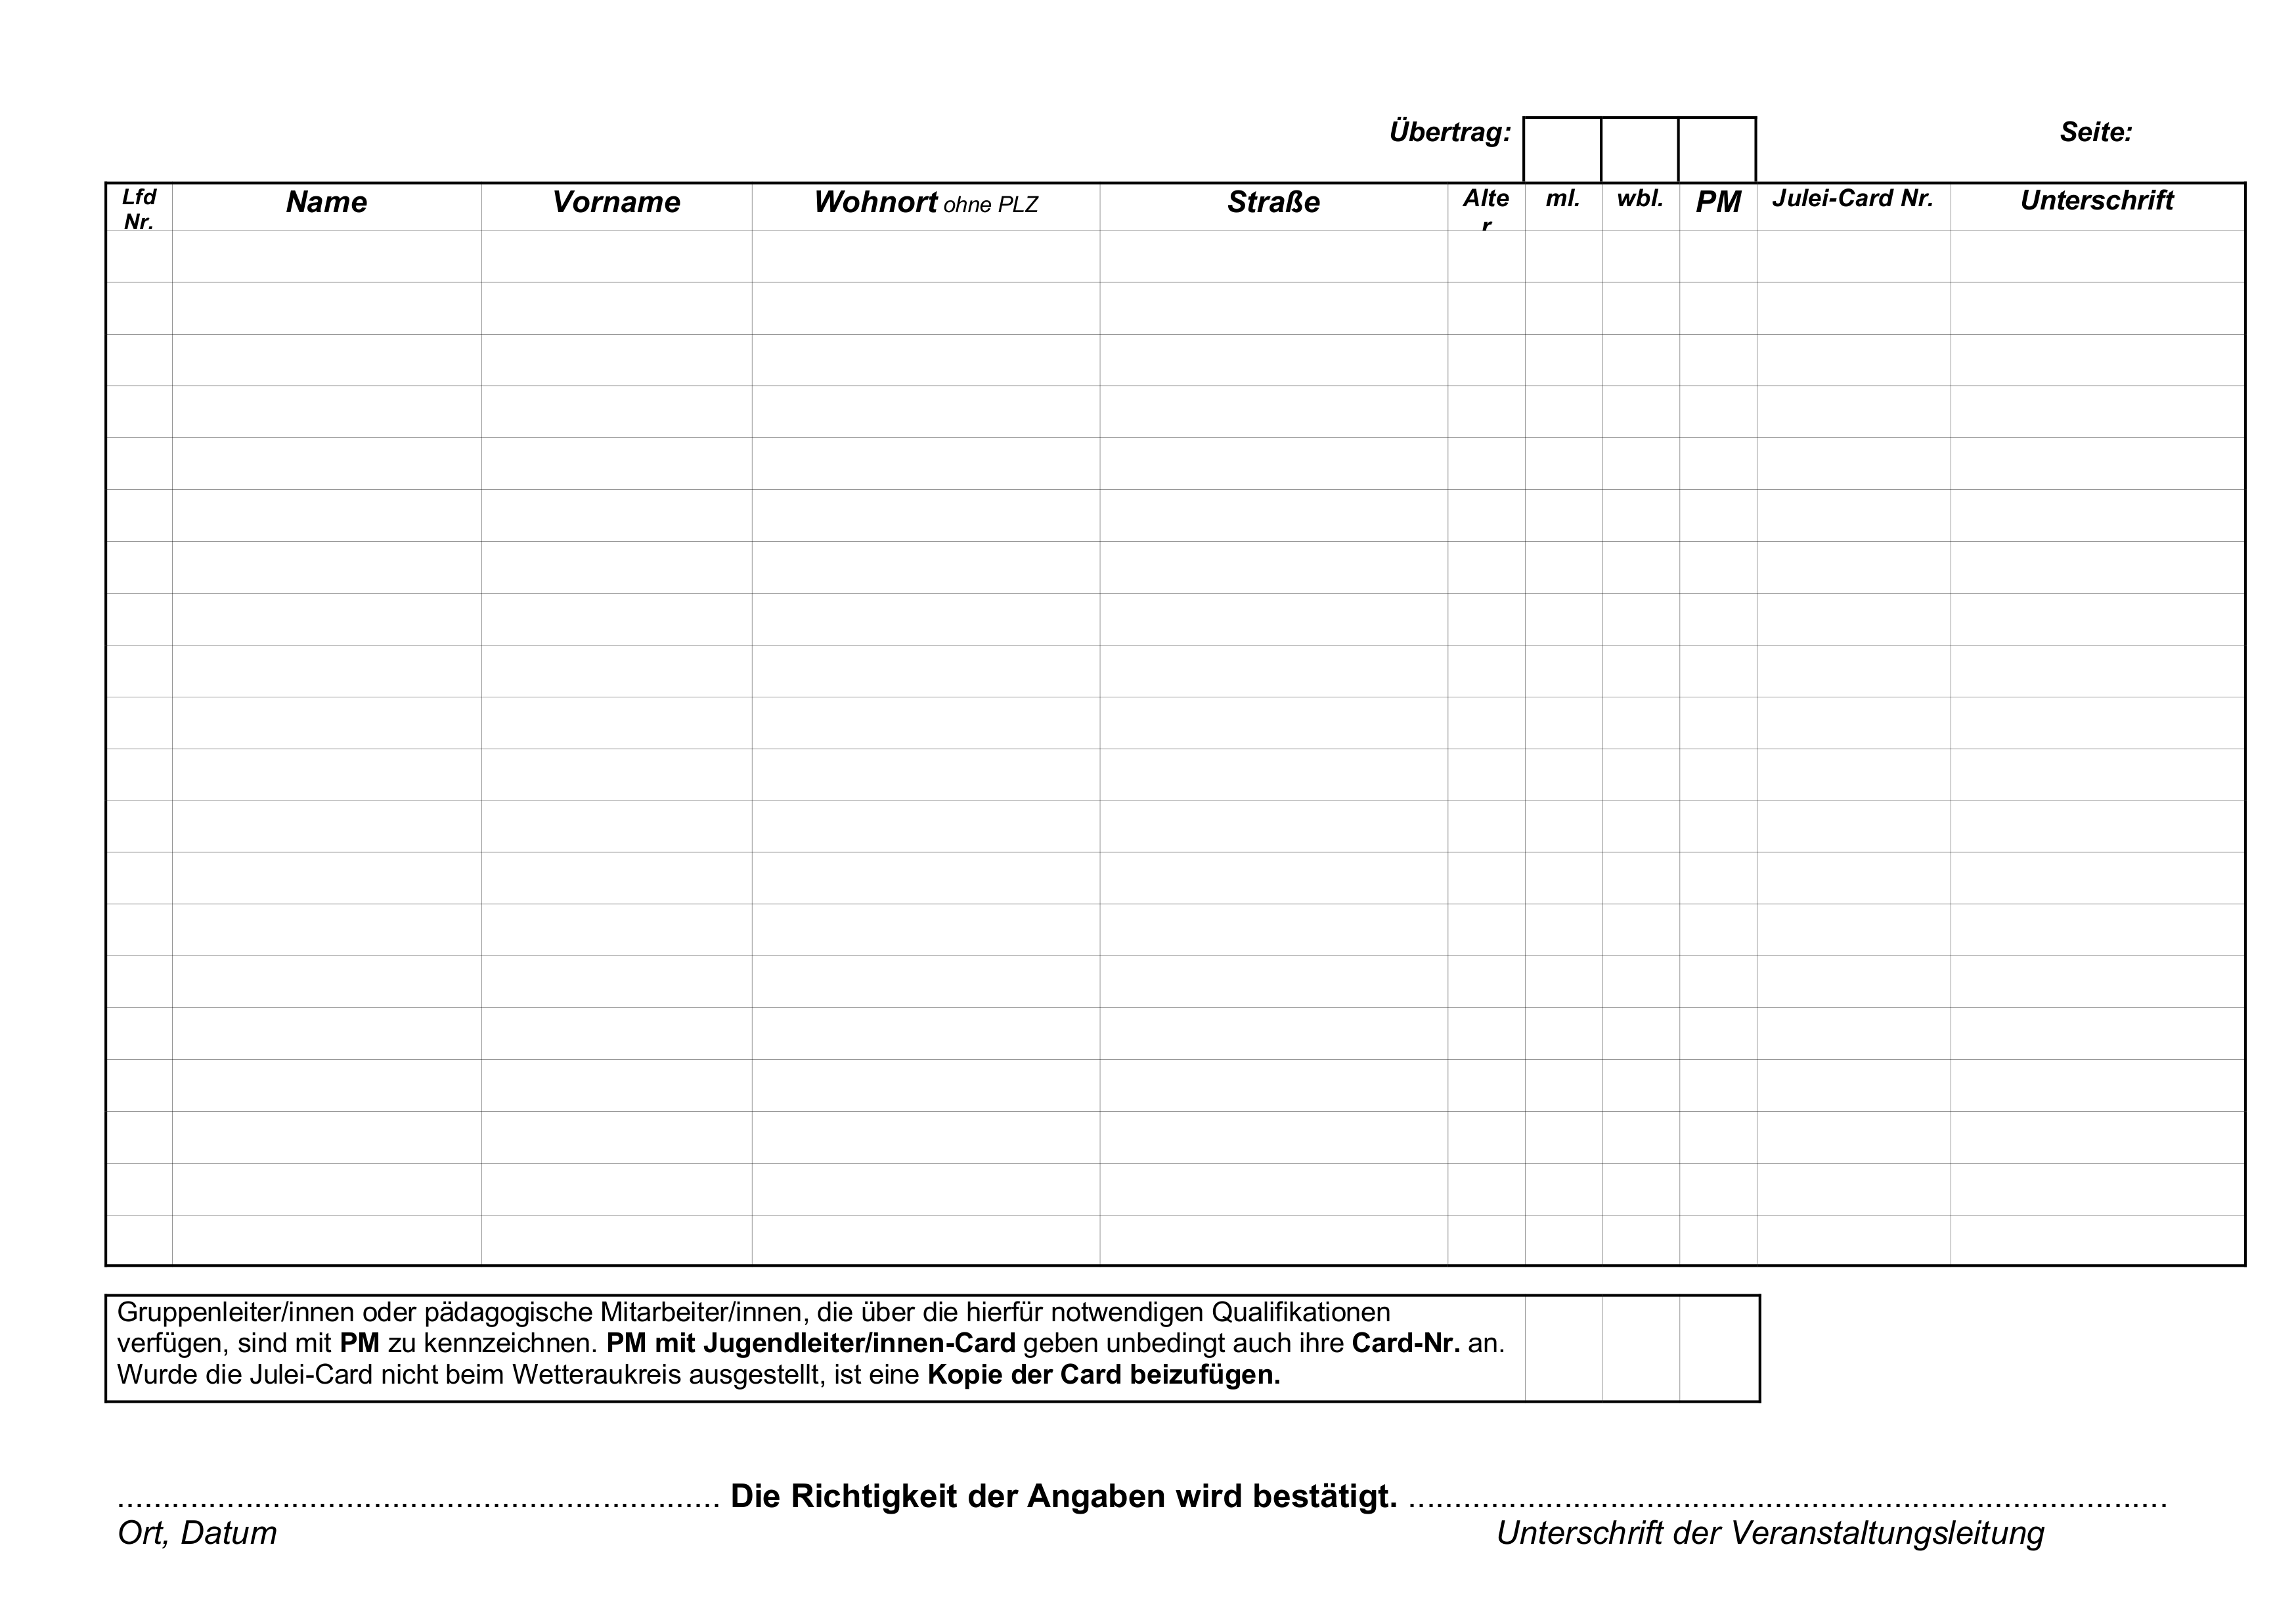 Übertrag: Seite:
Lfd Name Vorname Wohnort ohne PLZ Straße Alte ml. wbl. PM Julei-Card Nr. Unterschrift
Nr. r
Gruppenleiter/innen oder pädagogische Mitarbeiter/innen, die über die hierfür notwendigen Qualifikationen
verfügen, sind mit PM zu kennzeichnen. PM mit Jugendleiter/innen-Card geben unbedingt auch ihre Card-Nr. an.
Wurde die Julei-Card nicht beim Wetteraukreis ausgestellt, ist eine Kopie der Card beizufügen.
.................................................................. Die Richtigkeit der Angaben wird bestätigt. ...................................................................................
Ort, Datum Unterschrift der Veranstaltungsleitung